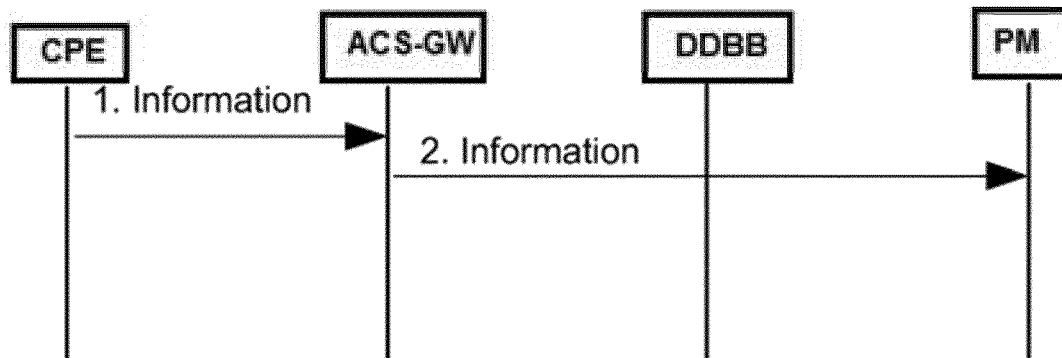 CPE
ACS-GW
DDBB
PM
1. Information
2. Information